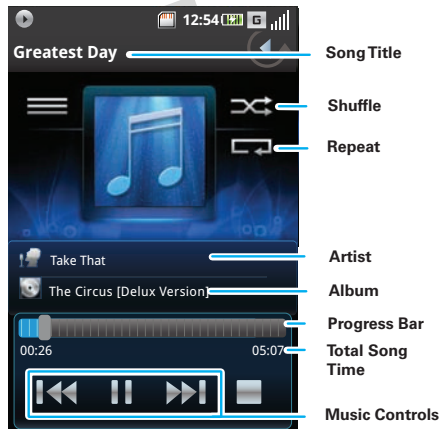 12:54 G
Greatest Day
Song Title
Shuffle
Repeat
Take That
Artist
The Circus [Delux Version]
Album
Progress Bar
00:26
05:07
Total Song
Time
Music Controls